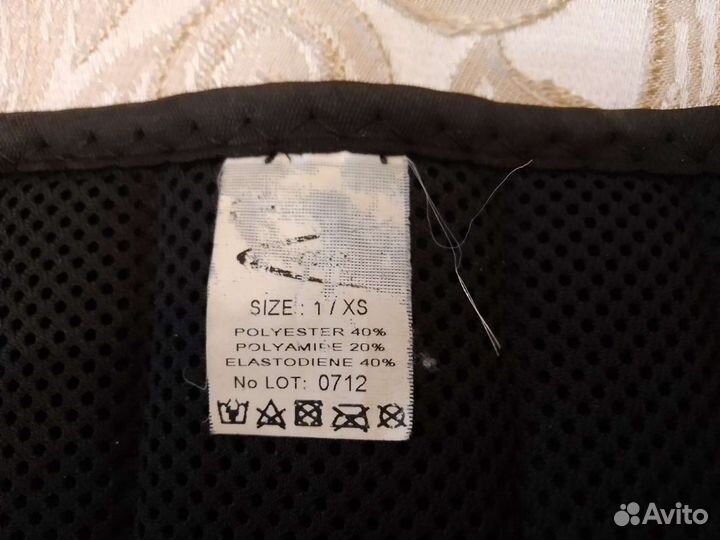 SIZE : 1 / XS
POLYESTER 40%
POLYAMIDE 20%
ELASTODIENE 40%
No LOT: 0712
Avito